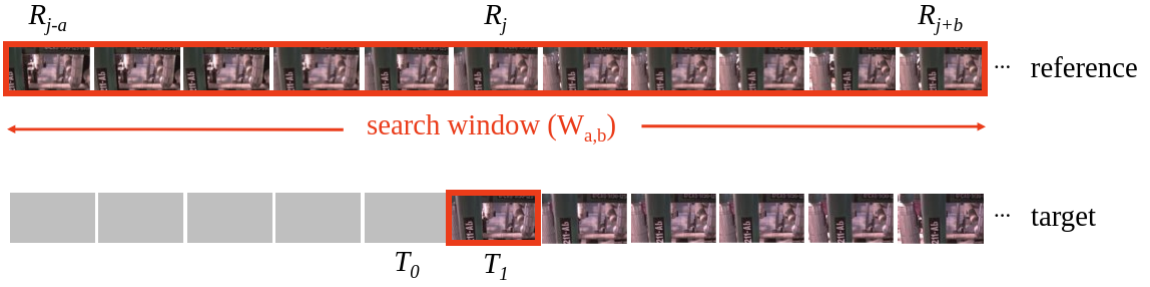 R_{j-a} R_j R_{j+b}
... reference
search window (W_{a,b})
... target
T_0 T_1